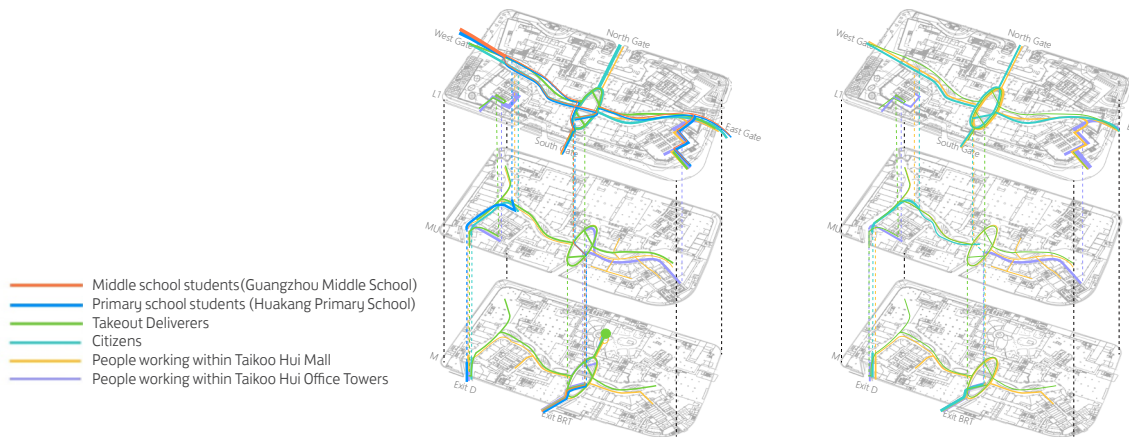 West Gate
North Gate
L1
East Gate
South Gate
MU
M
Exit D
Exit BRT
West Gate
North Gate
L1
South Gate
MU
M
Exit D
Exit BRT
Middle school students(Guangzhou Middle School)
Primary school students (Huakang Primary School)
Takeout Deliverers
Citizens
People working within Taikoo Hui Mall
People working within Taikoo Hui Office Towers